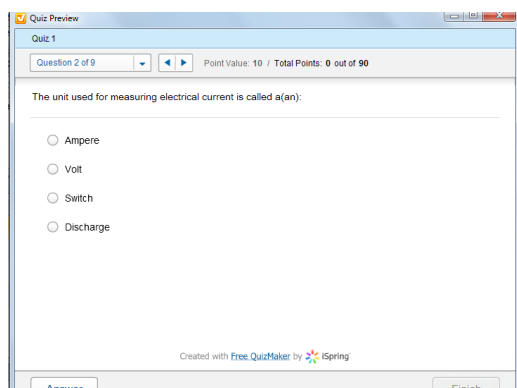 Quiz Preview
Quiz 1
Question 2 of 9 Point Value: 10 / Total Points: 0 out of 90
The unit used for measuring electrical current is called a(an):
Ampere
Volt
Switch
Discharge
Created with Free QuizMaker by iSpring
Answer Finish